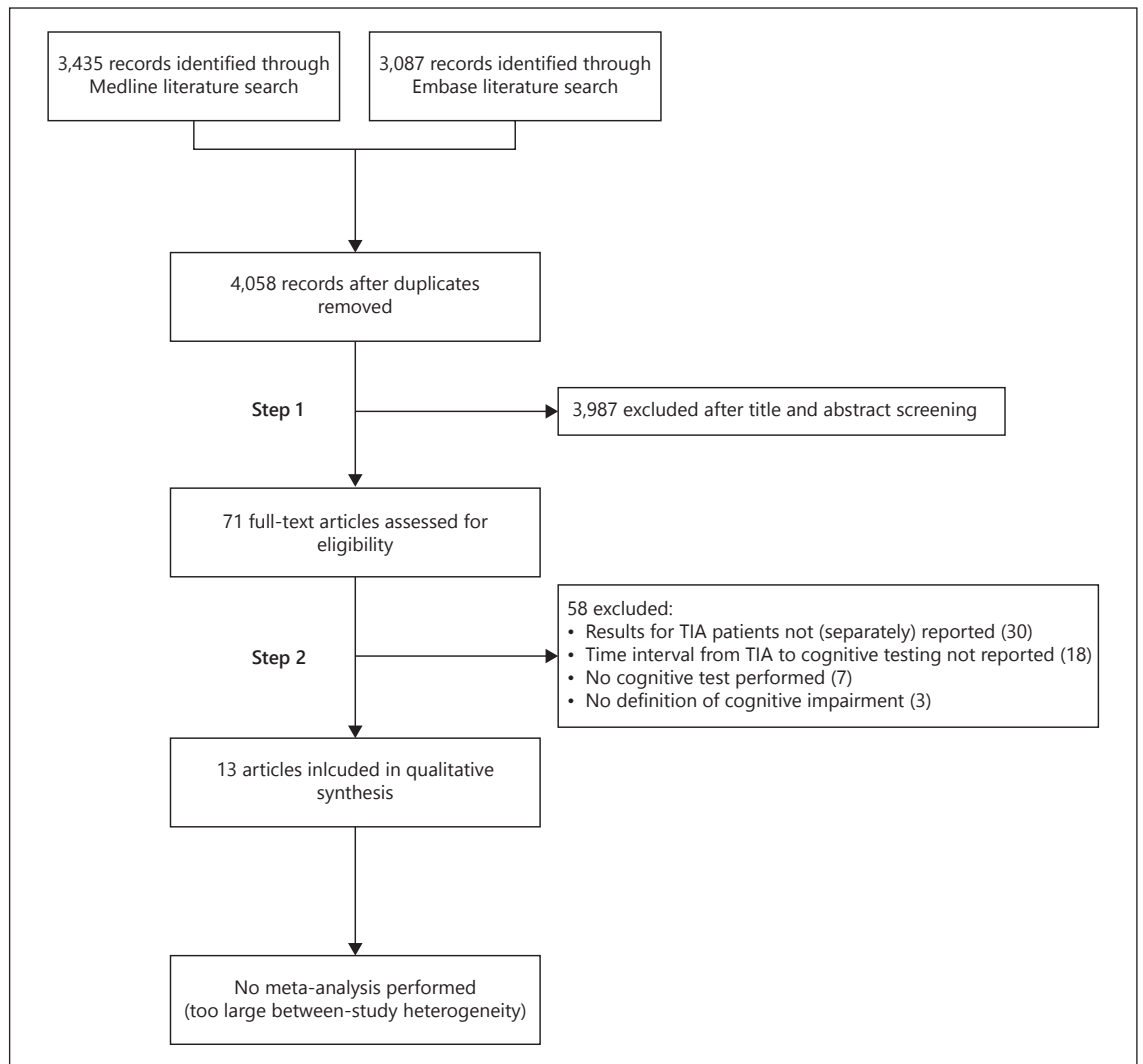 3,435 records identified through
Medline literature search
3,087 records identified through
Embase literature search
4,058 records after duplicates
removed
Step 1
3,987 excluded after title and abstract screening
71 full-text articles assessed for
eligibility
Step 2
58 excluded:
• Results for TIA patients not (separately) reported (30)
• Time interval from TIA to cognitive testing not reported (18)
• No cognitive test performed (7)
• No definition of cognitive impairment (3)
13 articles inlcuded in qualitative
synthesis
No meta-analysis performed
(too large between-study heterogeneity)